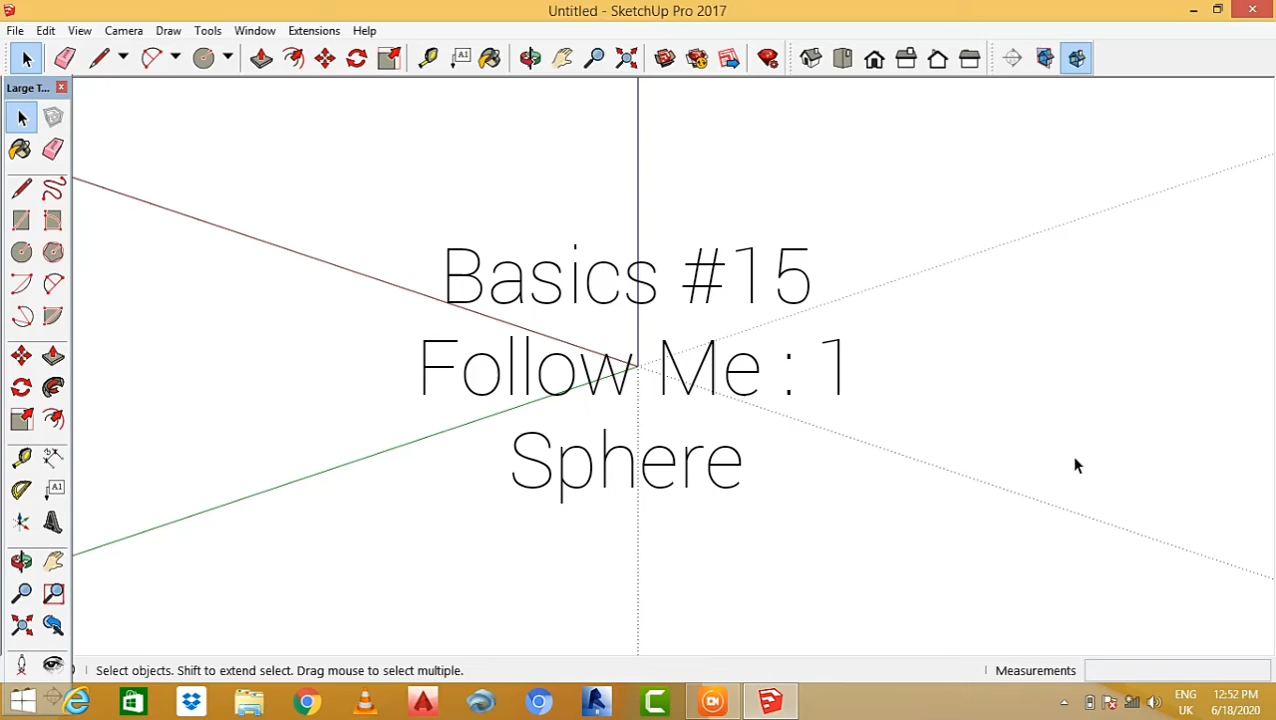 Untitled - SketchUp Pro 2017
File Edit View Camera Draw Tools Window Extensions Help
A1
Large T...
Basics #15
Follow Me : 1
Sphere
A1
Select objects. Shift to extend select. Drag mouse to select multiple.
Measurements
ENG 12:52 PM
UK 6/18/2020